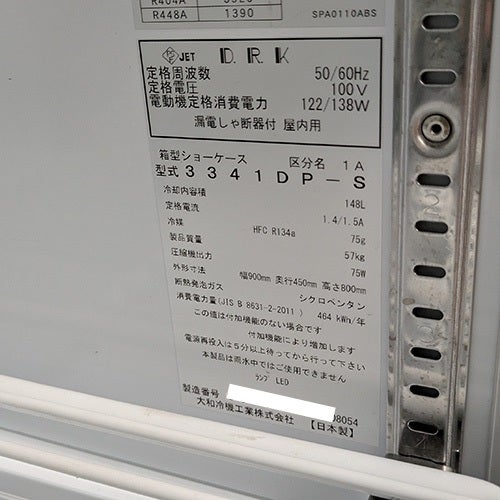 R448A 1390
SPA0110ABS
JET D.R.K
定格周波数 50/60Hz
定格電圧 100V
電動機定格消費電力 122/138W
漏電しゃ断器付 屋内用
箱型ショーケース 区分名 1A
型式 3341DP-S
冷却内容積 148L
定格電流 1.4/1.5A
冷媒 HFC R134a 75g
製品質量 57kg
圧縮機出力 75W
外形寸法 幅900mm 奥行450mm 高さ800mm
断熱発泡ガス シクロペンタン
消費電力量(JIS B 8631-2-2011) 464 kWh/年
この値は付加機能のない場合です
付加機能により増加します
電源再投入は5分以上待ってから行って下さい
本製品は雨水中ではご使用できません
ランプ LED
製造番号 08054
大和冷機工業株式会社 【日本製】